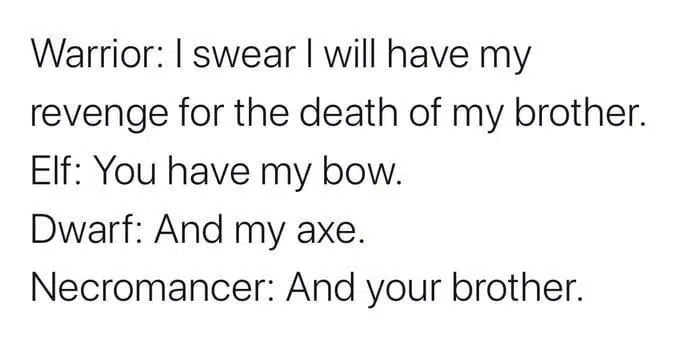 Warrior: I swear I will have my
revenge for the death of my brother.
Elf: You have my bow.
Dwarf: And my axe.
Necromancer: And your brother.